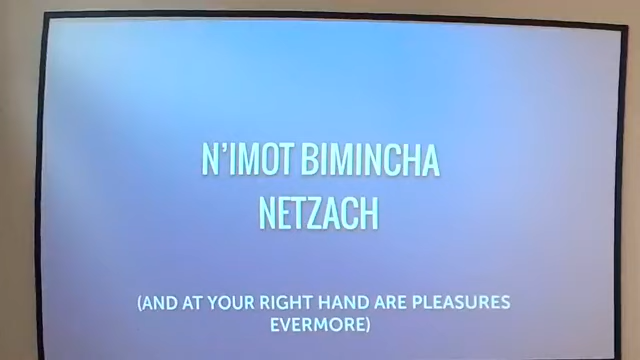 N'IMOT BIMINCHA
NETZACH
(AND AT YOUR RIGHT HAND ARE PLEASURES
EVERMORE)